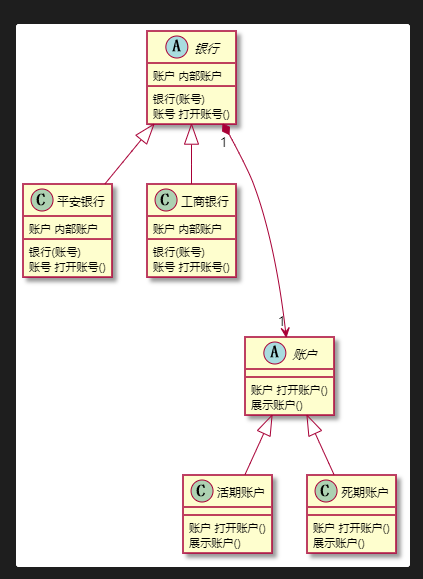 A 银行
账户 内部账户
银行(账号)
账号 打开账号()
1
C 平安银行
账户 内部账户
银行(账号)
账号 打开账号()
C 工商银行
账户 内部账户
银行(账号)
账号 打开账号()
1
A 账户
账户 打开账户()
展示账户()
C 活期账户
账户 打开账户()
展示账户()
C 死期账户
账户 打开账户()
展示账户()